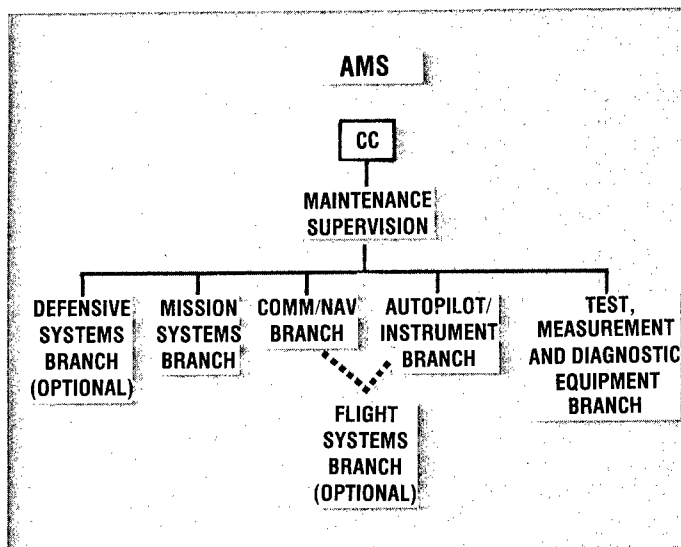 AMS
CC
MAINTENANCE
SUPERVISION
DEFENSIVE
SYSTEMS
BRANCH
(OPTIONAL)
MISSION
SYSTEMS
BRANCH
COMM/NAV
BRANCH
AUTOPILOT/
INSTRUMENT
BRANCH
TEST,
MEASUREMENT
AND DIAGNOSTIC
EQUIPMENT
BRANCH
FLIGHT
SYSTEMS
BRANCH
(OPTIONAL)